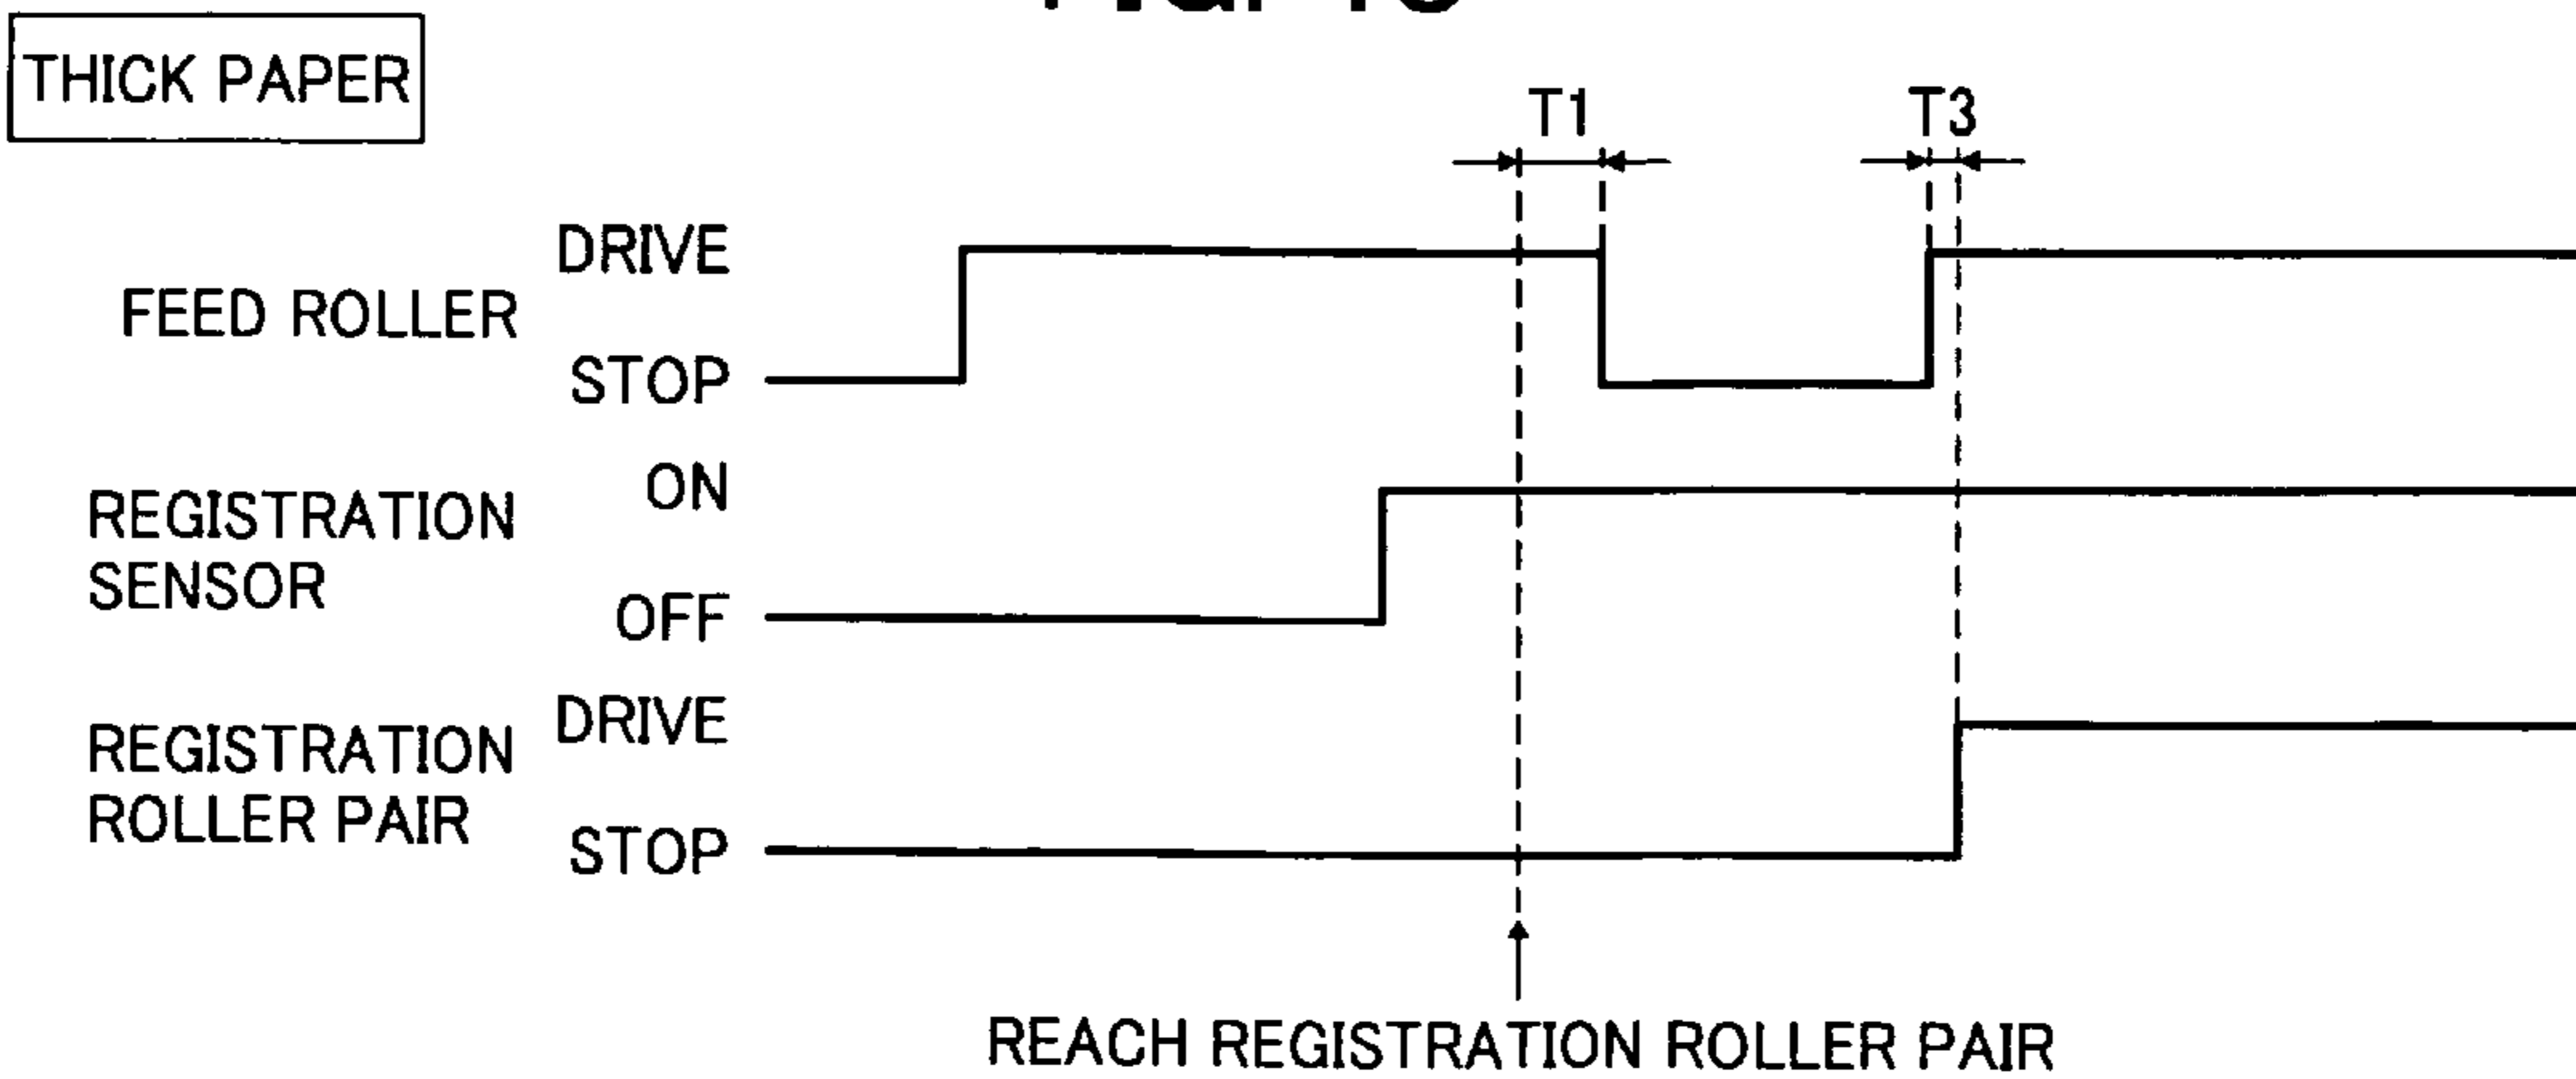 THICK PAPER
T1
T3
DRIVE
FEED ROLLER
STOP
ON
REGISTRATION
SENSOR
OFF
DRIVE
REGISTRATION
ROLLER PAIR
STOP
REACH REGISTRATION ROLLER PAIR